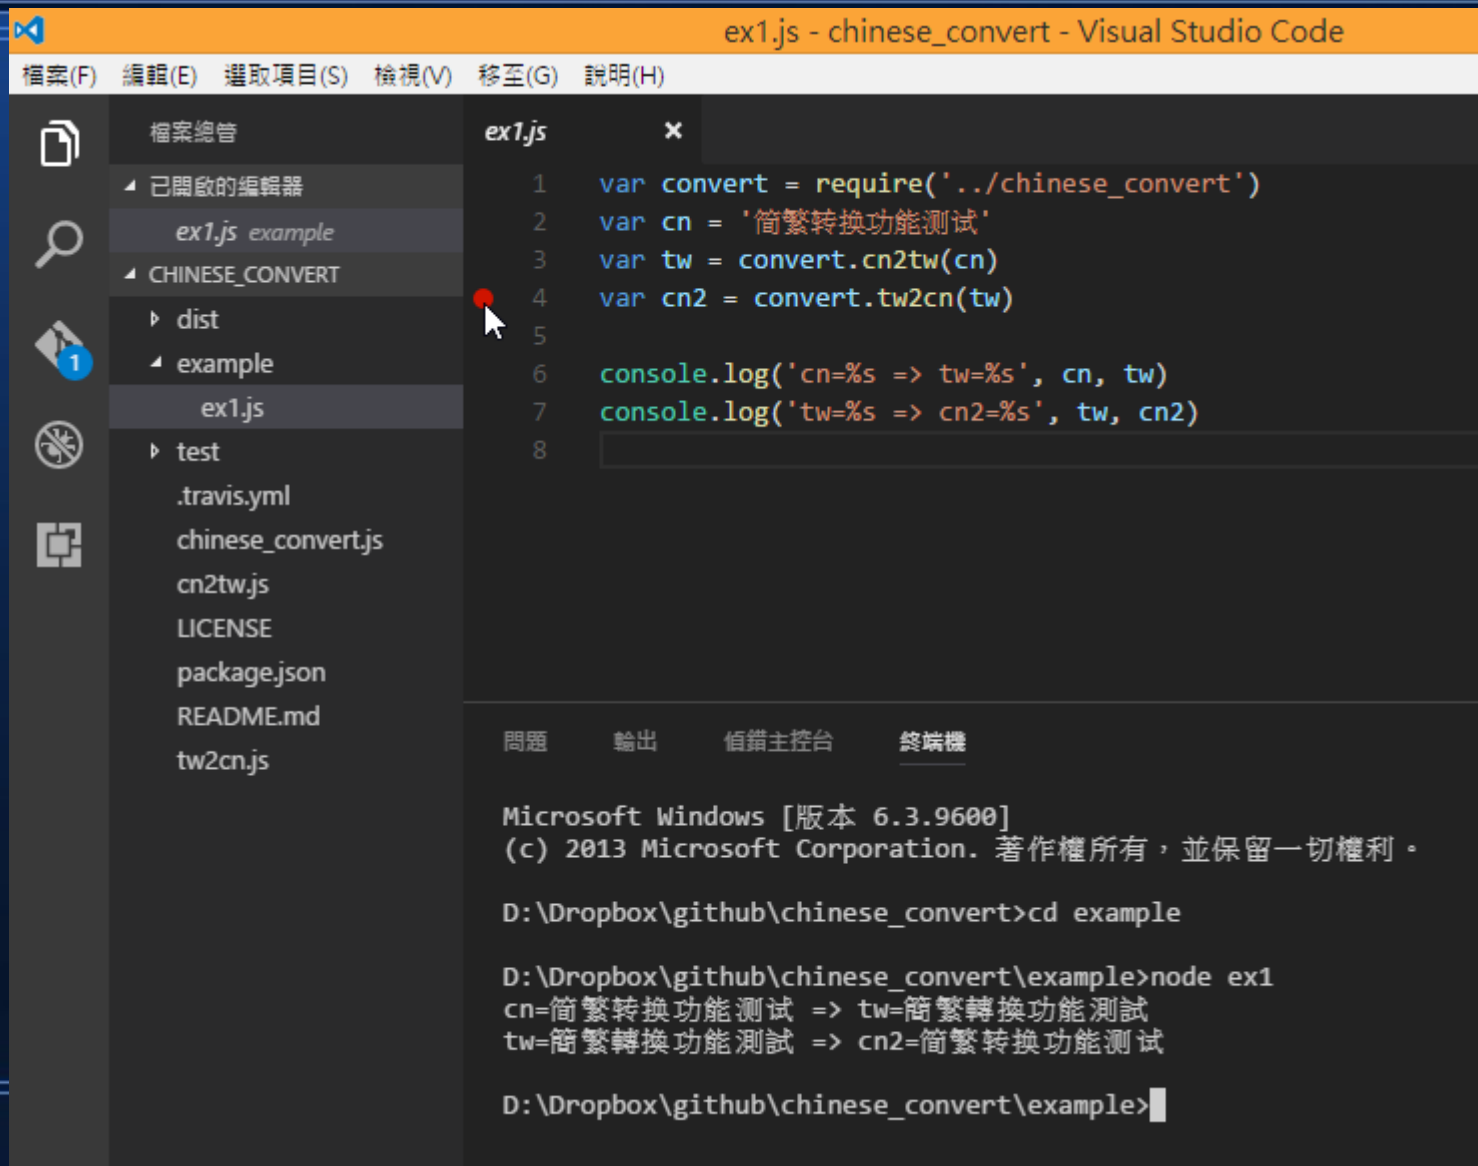 ex1.js - chinese_convert - Visual Studio Code
檔案(F) 編輯(E) 選取項目(S) 檢視(V) 移至(G) 說明(H)
檔案總管
已開啟的編輯器
ex1.js example
CHINESE_CONVERT
dist
example
ex1.js
test
.travis.yml
chinese_convert.js
cn2tw.js
LICENSE
package.json
README.md
tw2cn.js
1
ex1.js
1 var convert = require('../chinese_convert')
2 var cn = '简繁转换功能测试'
3 var tw = convert.cn2tw(cn)
4 var cn2 = convert.tw2cn(tw)
5
6 console.log('cn=%s => tw=%s', cn, tw)
7 console.log('tw=%s => cn2=%s', tw, cn2)
8
問題 輸出 偵錯主控台 終端機
Microsoft Windows [版本 6.3.9600]
(c) 2013 Microsoft Corporation. 著作權所有，並保留一切權利。
D:\Dropbox\github\chinese_convert>cd example
D:\Dropbox\github\chinese_convert\example>node ex1
cn=简繁转换功能测试 => tw=簡繁轉換功能測試
tw=簡繁轉換功能測試 => cn2=简繁转换功能测试
D:\Dropbox\github\chinese_convert\example>